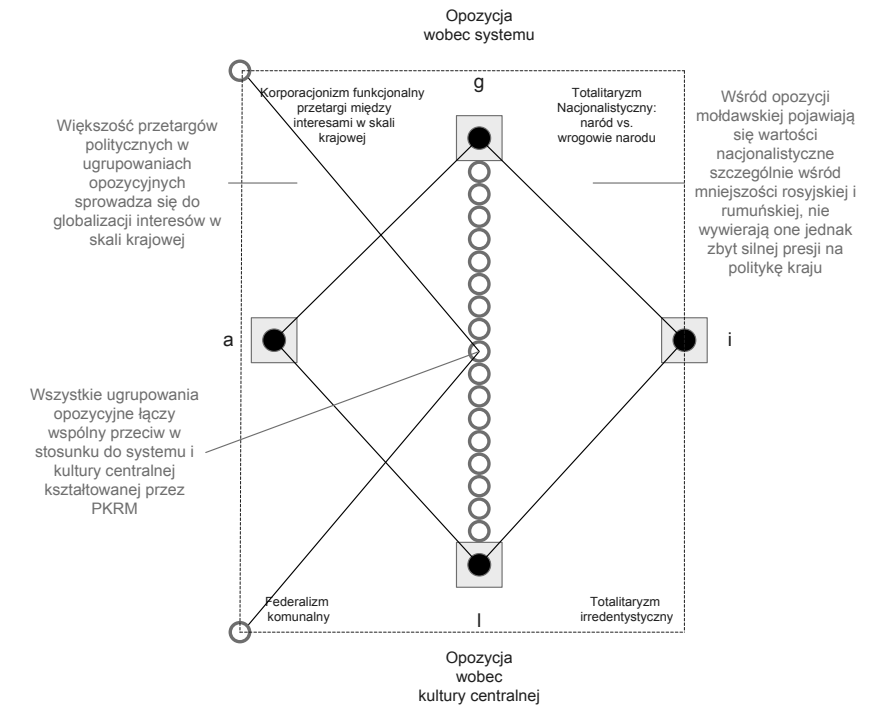 Opozycja
wobec systemu
g
Korporacjonizm funkcjonalny
przetargi między
interesami w skali
krajowej
Totalitaryzm
Nacjonalistyczny:
naród vs.
wrogowie narodu
Większość przetargów
politycznych w
ugrupowaniach
opozycyjnych
sprowadza się do
globalizacji interesów w
skali krajowej
Wśród opozycji
mołdawskiej pojawiają
się wartości
nacjonalistyczne
szczególnie wśród
mniejszości rosyjskiej i
rumuńskiej, nie
wywierają one jednak
zbyt silnej presji na
politykę kraju
a
i
Wszystkie ugrupowania
opozycyjne łączy
wspólny przeciw w
stosunku do systemu i
kultury centralnej
kształtowanej przez
PKRM
Federalizm
komunalny
Totalitaryzm
irredentystyczny
l
Opozycja
wobec
kultury centralnej